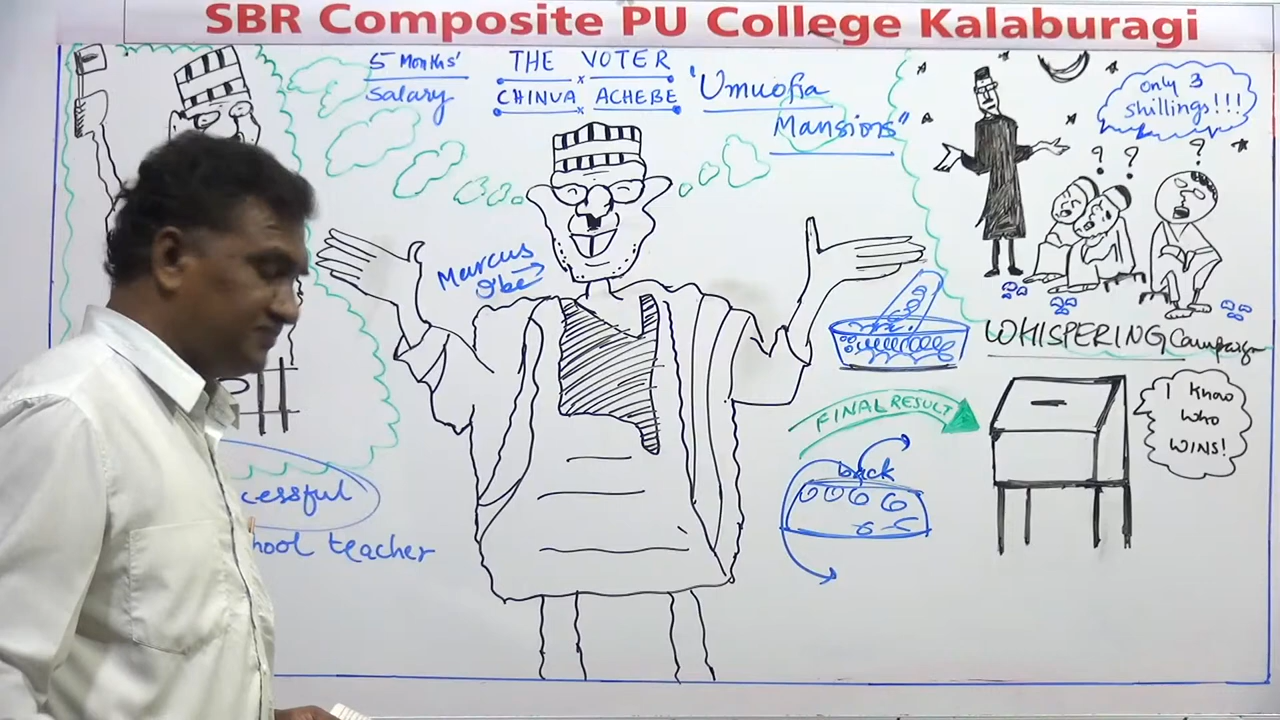 SBR Composite PU College Kalaburagi
5 Months'
Salary
THE VOTER
CHINUA ACHEBE
'Umuofia
Mansions"
Only 3
shillings!!!
? ? ?
Marcus
Ibe
WHISPERING Campaign
FINAL RESULT
I know
who
WINS!
back
cessful
hool teacher